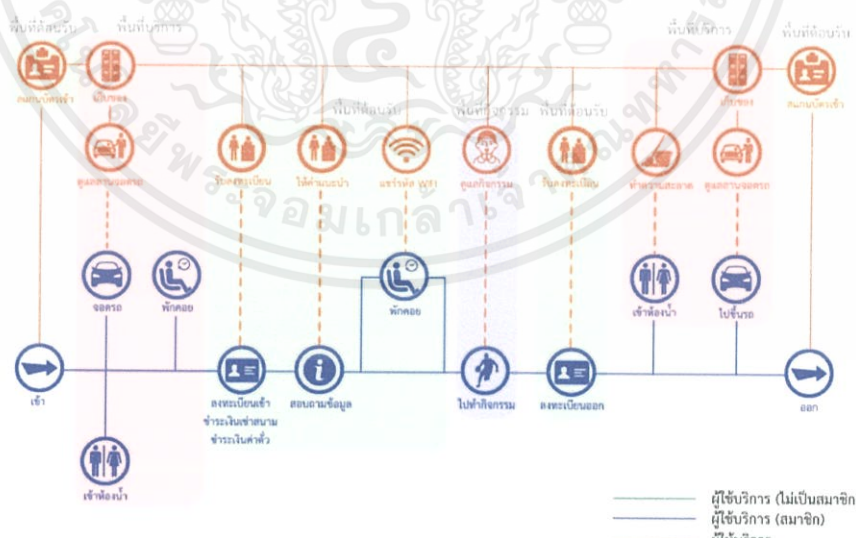 พื้นที่ต้อนรับ
พื้นที่บริการ
พื้นที่บริการ
พื้นที่ต้อนรับ
สแกนบัตรเข้า
เก็บของ
พื้นที่ต้อนรับ
พื้นที่กิจกรรม
พื้นที่ต้อนรับ
เก็บของ
สแกนบัตรเข้า
ดูแลลานจอดรถ
รับลงทะเบียน
ให้คำแนะนำ
แชร์รหัส WIFI
ดูแลกิจกรรม
รับลงทะเบียน
ทำความสะอาด
ดูแลลานจอดรถ
จอดรถ
พักคอย
พักคอย
เข้าห้องน้ำ
ไปขึ้นรถ
เข้า
ลงทะเบียนเข้า
ชำระเงินเช่าสนาม
ชำระเงินค่าตั๋ว
สอบถามข้อมูล
ไปทำกิจกรรม
ลงทะเบียนออก
ออก
เข้าห้องน้ำ
ผู้ใช้บริการ (ไม่เป็นสมาชิก
ผู้ใช้บริการ (สมาชิก)